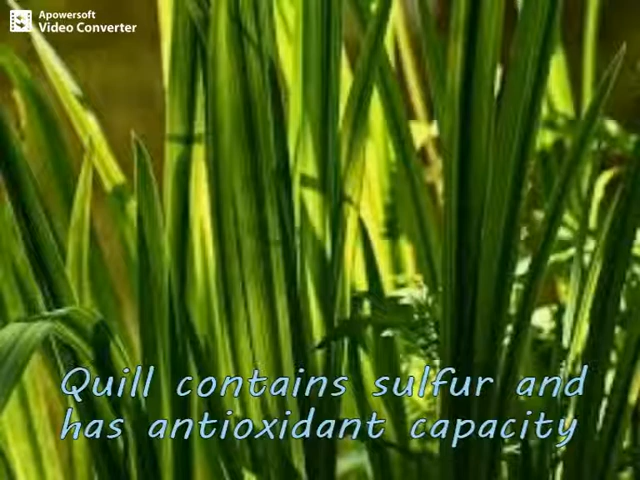 Apowersoft
Video Converter
Quill contains sulfur and
has antioxidant capacity